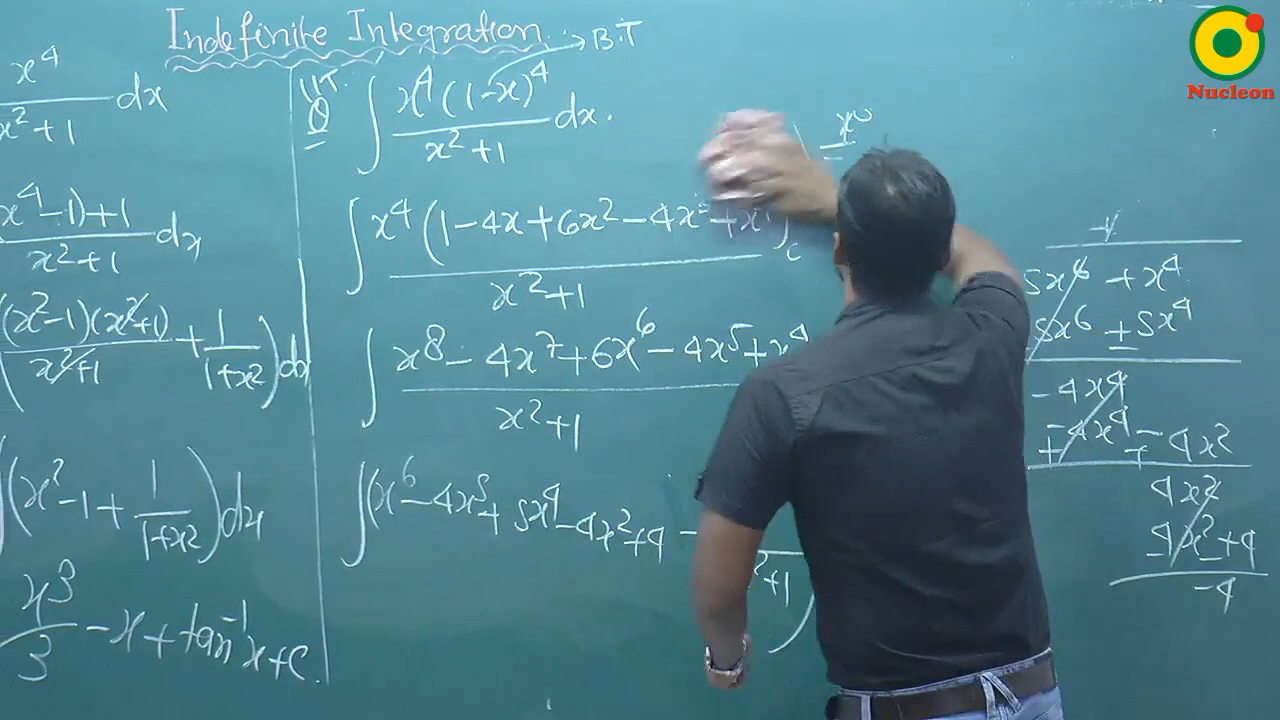 Indefinite Integration
→ B.T
x⁴
x²+1 dx
x⁴-1)+1
x²+1 dx
(x²-1)(x²+1)
x²+1 + 1
1+x² ) dx
∫(x²-1+ 1
1+x² )dx
x³
3 -x+tan⁻¹x+c.
IIT.
Q ∫ x⁴(1-x)⁴
x²+1 dx.
∫ x⁴(1-4x+6x²-4x³+x⁴)
x²+1
∫ x⁸-4x⁷+6x⁶-4x⁵+x⁴
x²+1
∫(x⁶-4x⁵+5x⁴-4x²+4 -
x²+1 )
5x⁶ + x⁴
5x⁶ + 5x⁴
-4x⁴
-4x⁴ - 4x²
4x²
4x²+4
-4
Nucleon